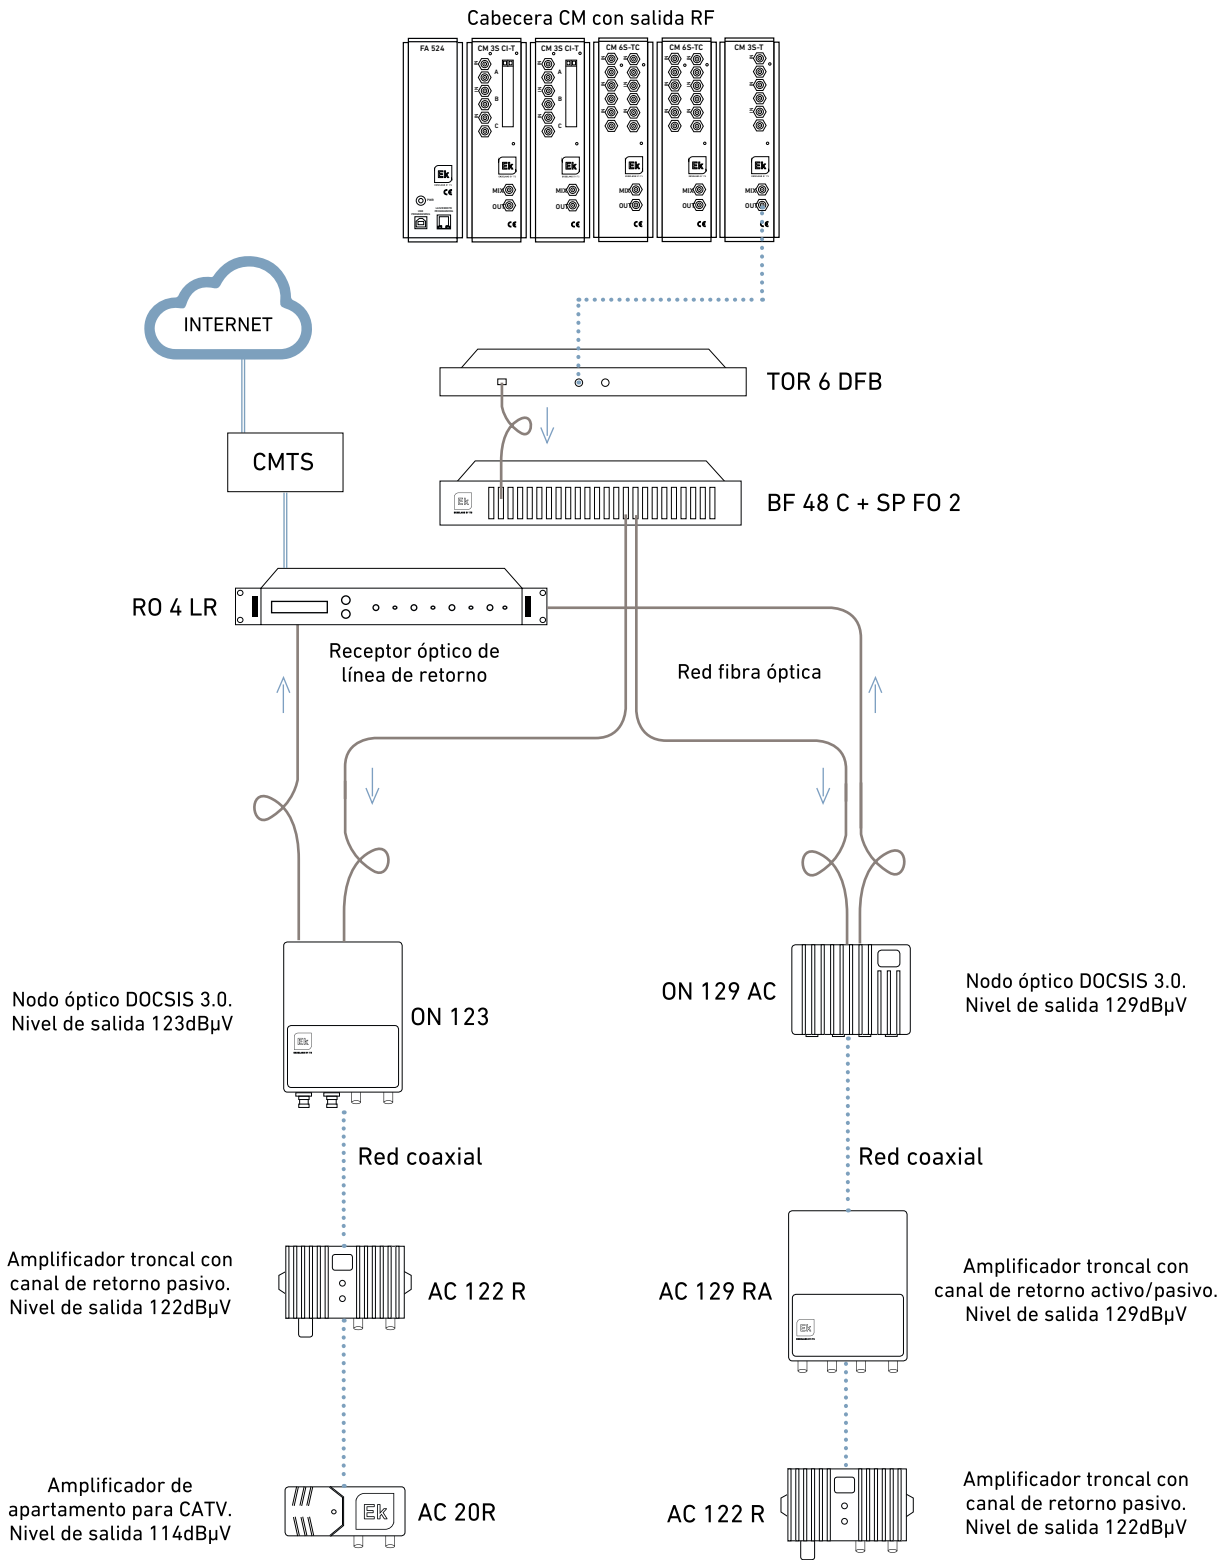 Cabecera CM con salida RF
FA 524
CM 3S CI-T
CM 3S CI-T
CM 6S-TC
CM 6S-TC
CM 3S-T
A
B
C
A
B
C
Ek
Ek
Ek
Ek
Ek
Ek
MIX
MIX
MIX
MIX
MIX
OUT
OUT
OUT
OUT
OUT
CE
CE
CE
CE
CE
CE
INTERNET
TOR 6 DFB
CMTS
Ek
BF 48 C + SP FO 2
RO 4 LR
Receptor óptico de
línea de retorno
Red fibra óptica
Nodo óptico DOCSIS 3.0.
Nivel de salida 123dBµV
ON 123
Ek
ON 129 AC
Nodo óptico DOCSIS 3.0.
Nivel de salida 129dBµV
Red coaxial
Red coaxial
Amplificador troncal con
canal de retorno pasivo.
Nivel de salida 122dBµV
AC 122 R
AC 129 RA
Ek
Amplificador troncal con
canal de retorno activo/pasivo.
Nivel de salida 129dBµV
Amplificador de
apartamento para CATV.
Nivel de salida 114dBµV
Ek
AC 20R
AC 122 R
Amplificador troncal con
canal de retorno pasivo.
Nivel de salida 122dBµV